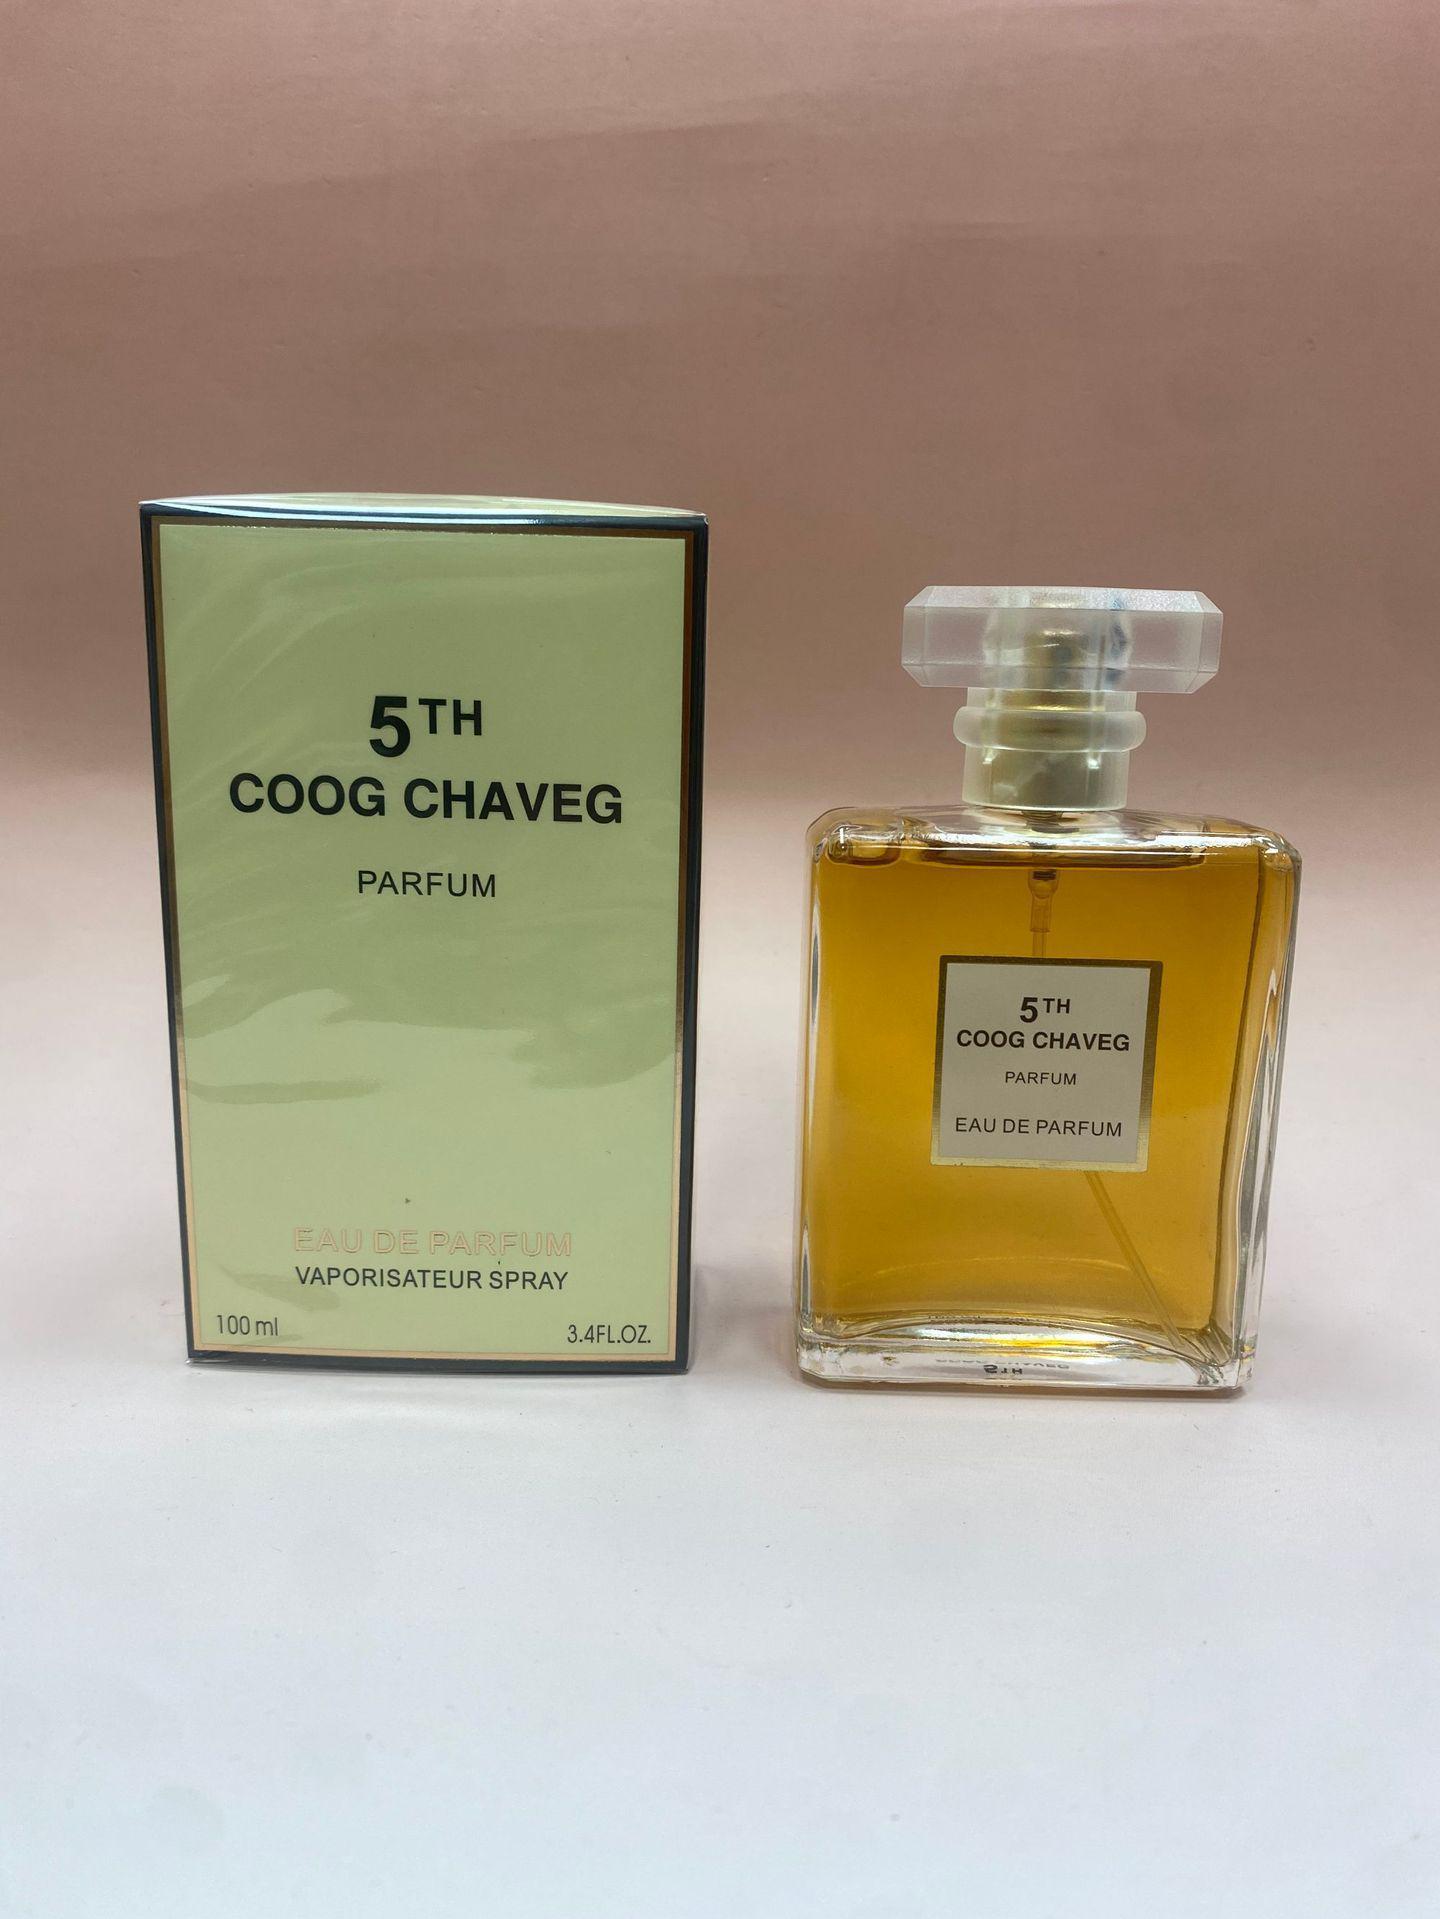 5TH
COOG CHAVEG
PARFUM
EAU DE PARFUM
VAPORISATEUR SPRAY
100 ml
3.4FL.OZ.
5TH
COOG CHAVEG
PARFUM
EAU DE PARFUM
5TH